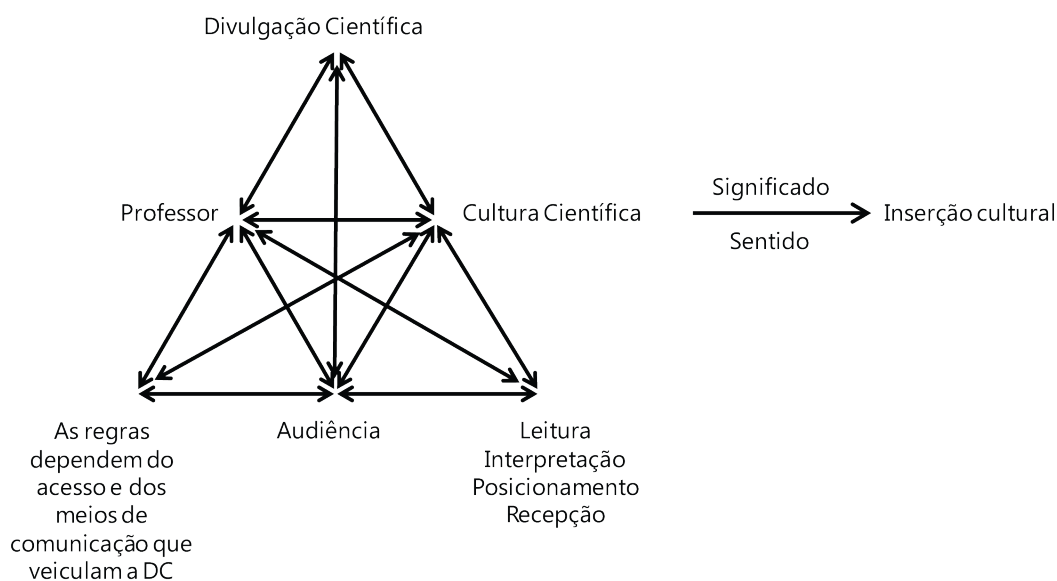 Divulgação Científica
Professor
Cultura Científica
Significado
Sentido
Inserção cultural
As regras
dependem do
acesso e dos
meios de
comunicação que
veiculam a DC
Audiência
Leitura
Interpretação
Posicionamento
Recepção